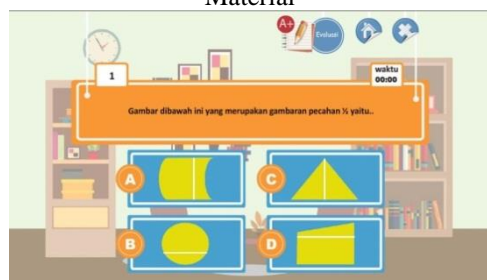 Material
A+
Evaluasi
1
waktu
00:00
Gambar dibawah ini yang merupakan gambaran pecahan ½ yaitu..
A
C
B
D